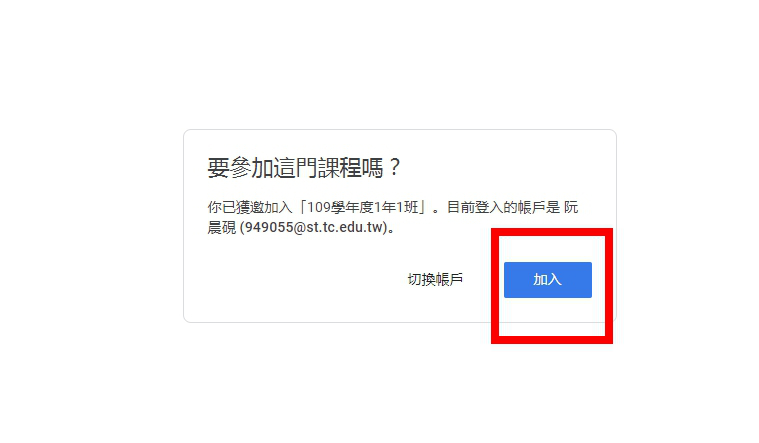 要參加這門課程嗎？
你已獲邀加入「109學年度1年1班」。目前登入的帳戶是 阮
晨硯 (949055@st.tc.edu.tw)。
切換帳戶
加入